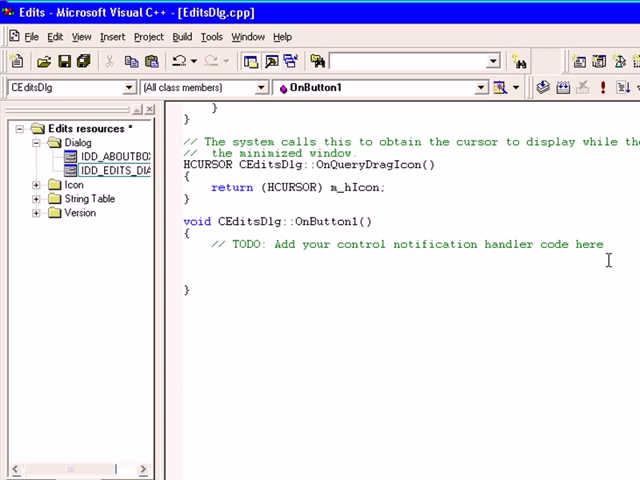 Edits - Microsoft Visual C++ - [EditsDlg.cpp]
File Edit View Insert Project Build Tools Window Help
CEditsDlg (All class members) OnButton1
Edits resources *
Dialog
IDD_ABOUTBO
IDD_EDITS_DIA
Icon
String Table
Version
}
}
// The system calls this to obtain the cursor to display while the
// the minimized window.
HCURSOR CEditsDlg::OnQueryDragIcon()
{
return (HCURSOR) m_hIcon;
}
void CEditsDlg::OnButton1()
{
// TODO: Add your control notification handler code here
}